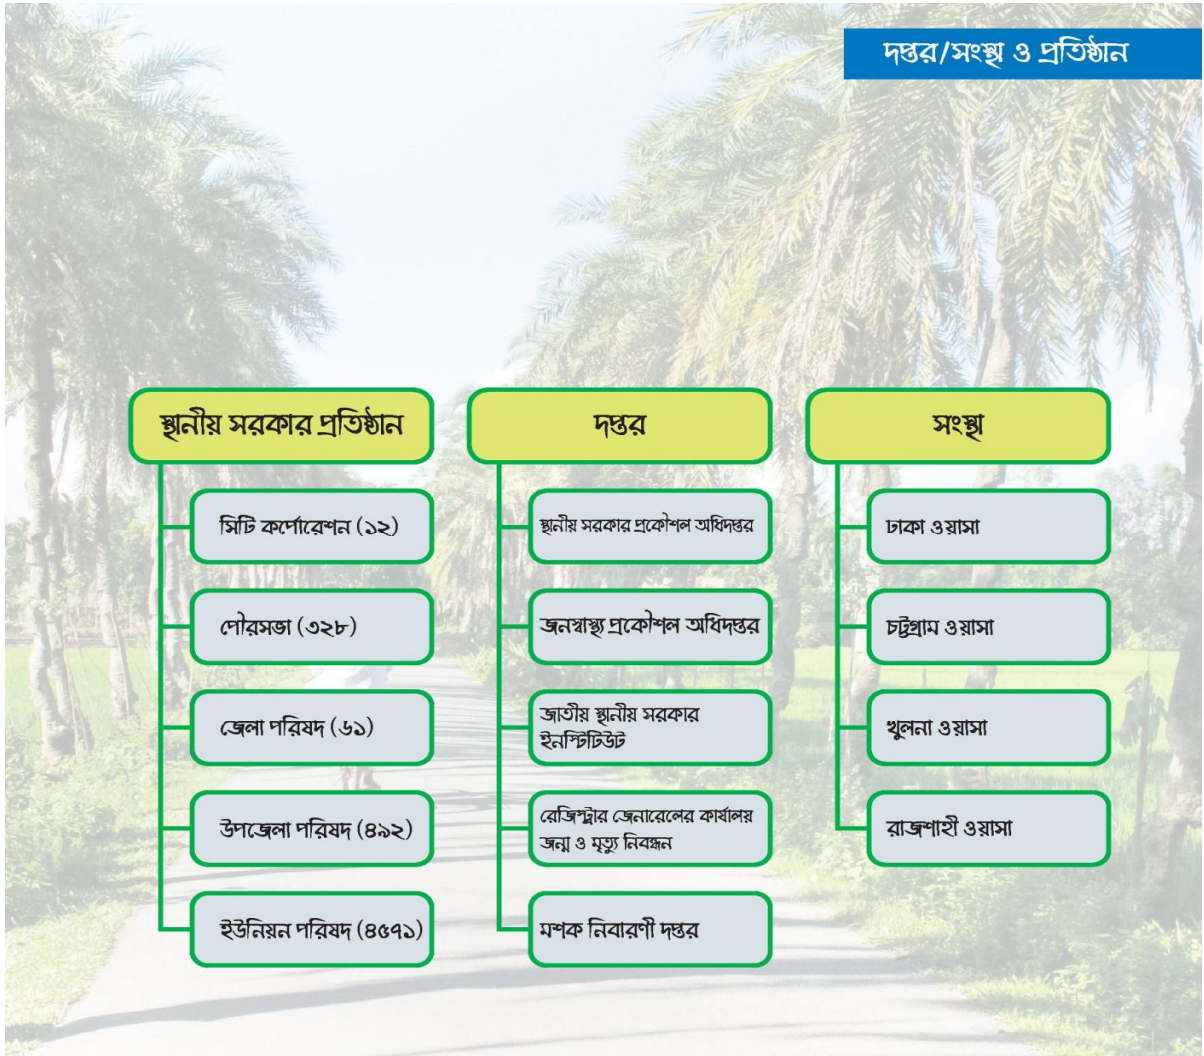 দপ্তর/সংস্থা ও প্রতিষ্ঠান
স্থানীয় সরকার প্রতিষ্ঠান
সিটি কর্পোরেশন (১২)
পৌরসভা (৩২৮)
জেলা পরিষদ (৬১)
উপজেলা পরিষদ (৪৯২)
ইউনিয়ন পরিষদ (৪৫৭১)
দপ্তর
স্থানীয় সরকার প্রকৌশল অধিদপ্তর
জনস্বাস্থ্য প্রকৌশল অধিদপ্তর
জাতীয় স্থানীয় সরকার
ইনস্টিটিউট
রেজিস্ট্রার জেনারেলের কার্যালয়
জন্ম ও মৃত্যু নিবন্ধন
মশক নিবারণী দপ্তর
সংস্থা
ঢাকা ওয়াসা
চট্টগ্রাম ওয়াসা
খুলনা ওয়াসা
রাজশাহী ওয়াসা